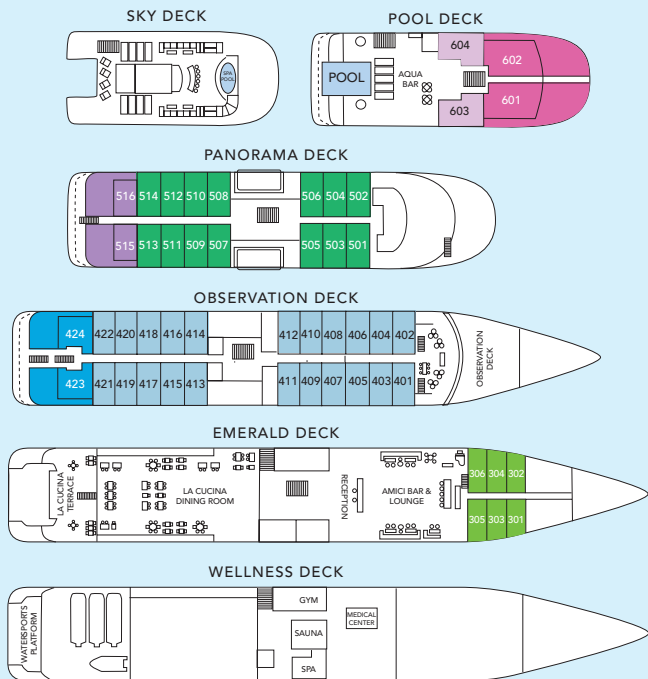 SKY DECK
SPA
POOL
POOL DECK
604
602
POOL
AQUA
BAR
603
601
PANORAMA DECK
516 514 512 510 508
506 504 502
515 513 511 509 507
505 503 501
OBSERVATION DECK
424 422 420 418 416 414
412 410 408 406 404 402
423 421 419 417 415 413
411 409 407 405 403 401
OBSERVATION
DECK
EMERALD DECK
LA CUCINA
TERRACE
LA CUCINA
DINING ROOM
RECEPTION
AMICI BAR &
LOUNGE
306 304 302
305 303 301
WELLNESS DECK
WATERSPORTS
PLATFORM
GYM
SAUNA
SPA
MEDICAL
CENTER